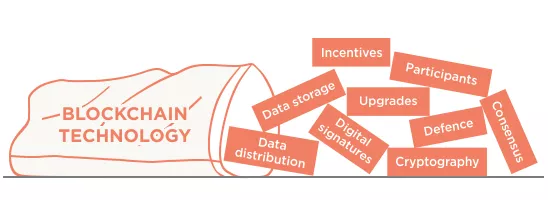 BLOCKCHAIN
TECHNOLOGY
Incentives
Participants
Data storage
Upgrades
Consensus
Digital
signatures
Defence
Data
distribution
Cryptography